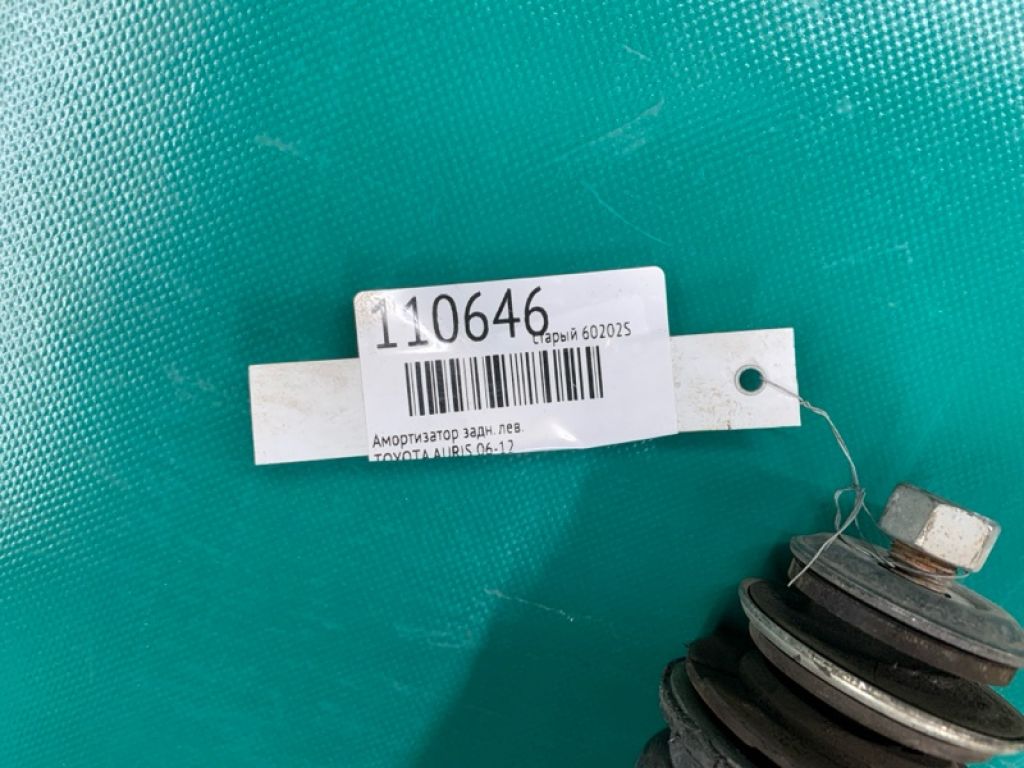 110646
старый 60202S
Амортизатор задн. лев.
TOYOTA AURIS 06-12